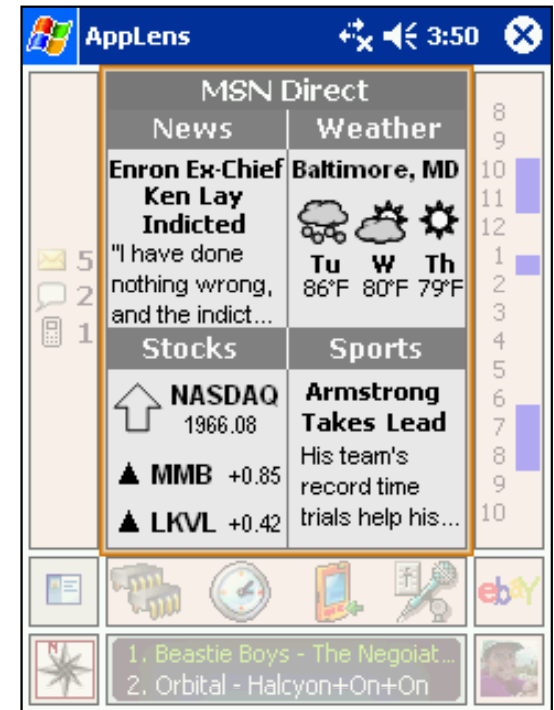 AppLens 3:50
MSN Direct
News
Enron Ex-Chief
Ken Lay
Indicted
"I have done
nothing wrong,
and the indict...
Weather
Baltimore, MD
Tu W Th
86°F 80°F 79°F
Stocks
NASDAQ
1966.08
MMB +0.85
LKVL +0.42
Sports
Armstrong
Takes Lead
His team's
record time
trials help his...
5
2
1
8
9
10
11
12
1
2
3
4
5
6
7
8
9
10
ebaY
N
1. Beastie Boys - The Negoiat...
2. Orbital - Halcyon+On+On